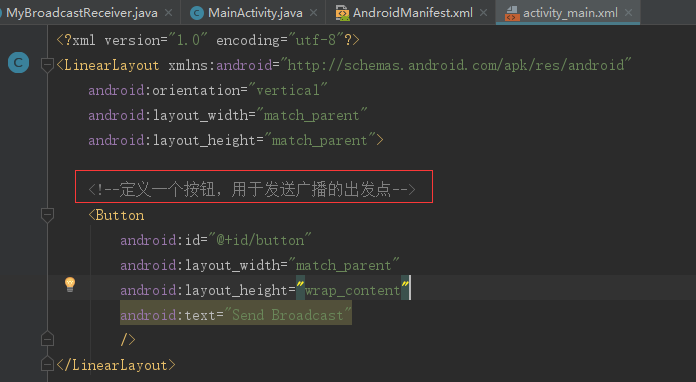 MyBroadcastReceiver.java MainActivity.java AndroidManifest.xml activity_main.xml
<?xml version="1.0" encoding="utf-8"?>
<LinearLayout xmlns:android="http://schemas.android.com/apk/res/android"
android:orientation="vertical"
android:layout_width="match_parent"
android:layout_height="match_parent">
<!--定义一个按钮，用于发送广播的出发点-->
<Button
android:id="@+id/button"
android:layout_width="match_parent"
android:layout_height="wrap_content"
android:text="Send Broadcast"
/>
</LinearLayout>